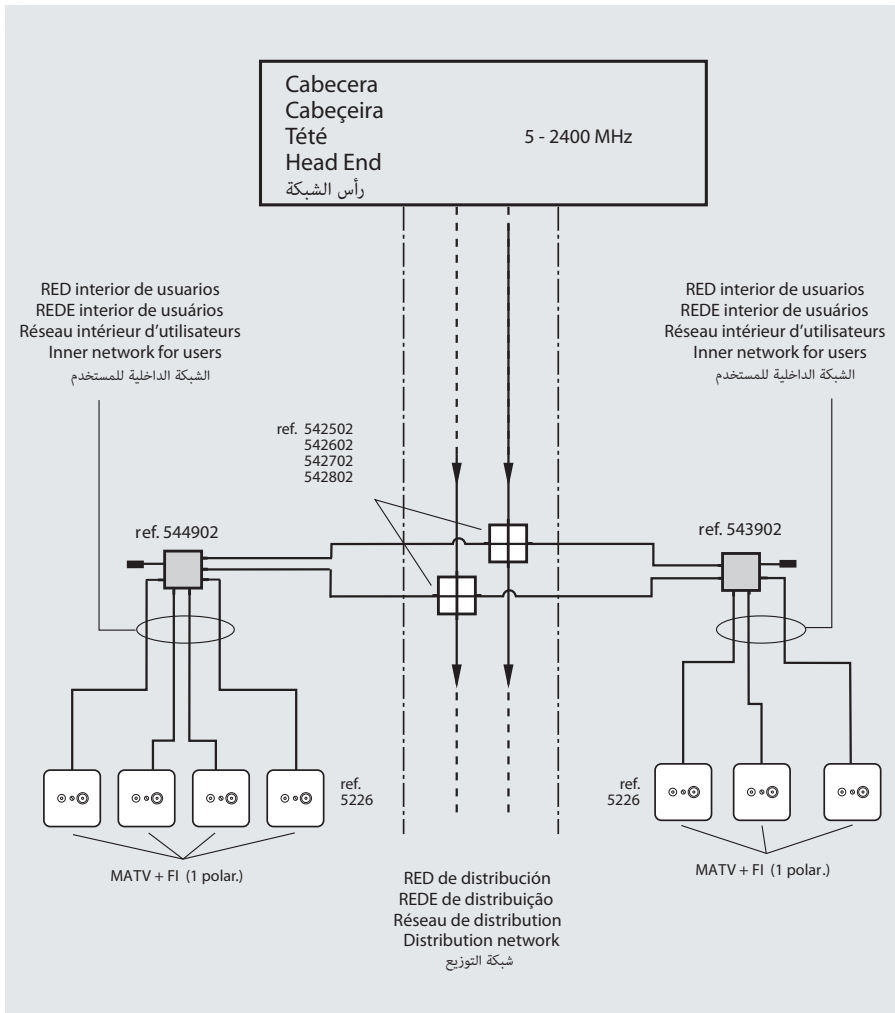 Cabecera
Cabeçeira
Tété
5 - 2400 MHz
Head End
رأس الشبكة
RED interior de usuarios
REDE interior de usuários
Réseau intérieur d'utilisateurs
Inner network for users
الشبكة الداخلية للمستخدم
RED interior de usuarios
REDE interior de usuários
Réseau intérieur d'utilisateurs
Inner network for users
الشبكة الداخلية للمستخدم
ref. 542502
542602
542702
542802
ref. 544902
ref. 543902
ref.
5226
ref.
5226
MATV + FI (1 polar.)
MATV + FI (1 polar.)
RED de distribución
REDE de distribuição
Réseau de distribution
Distribution network
شبكة التوزيع